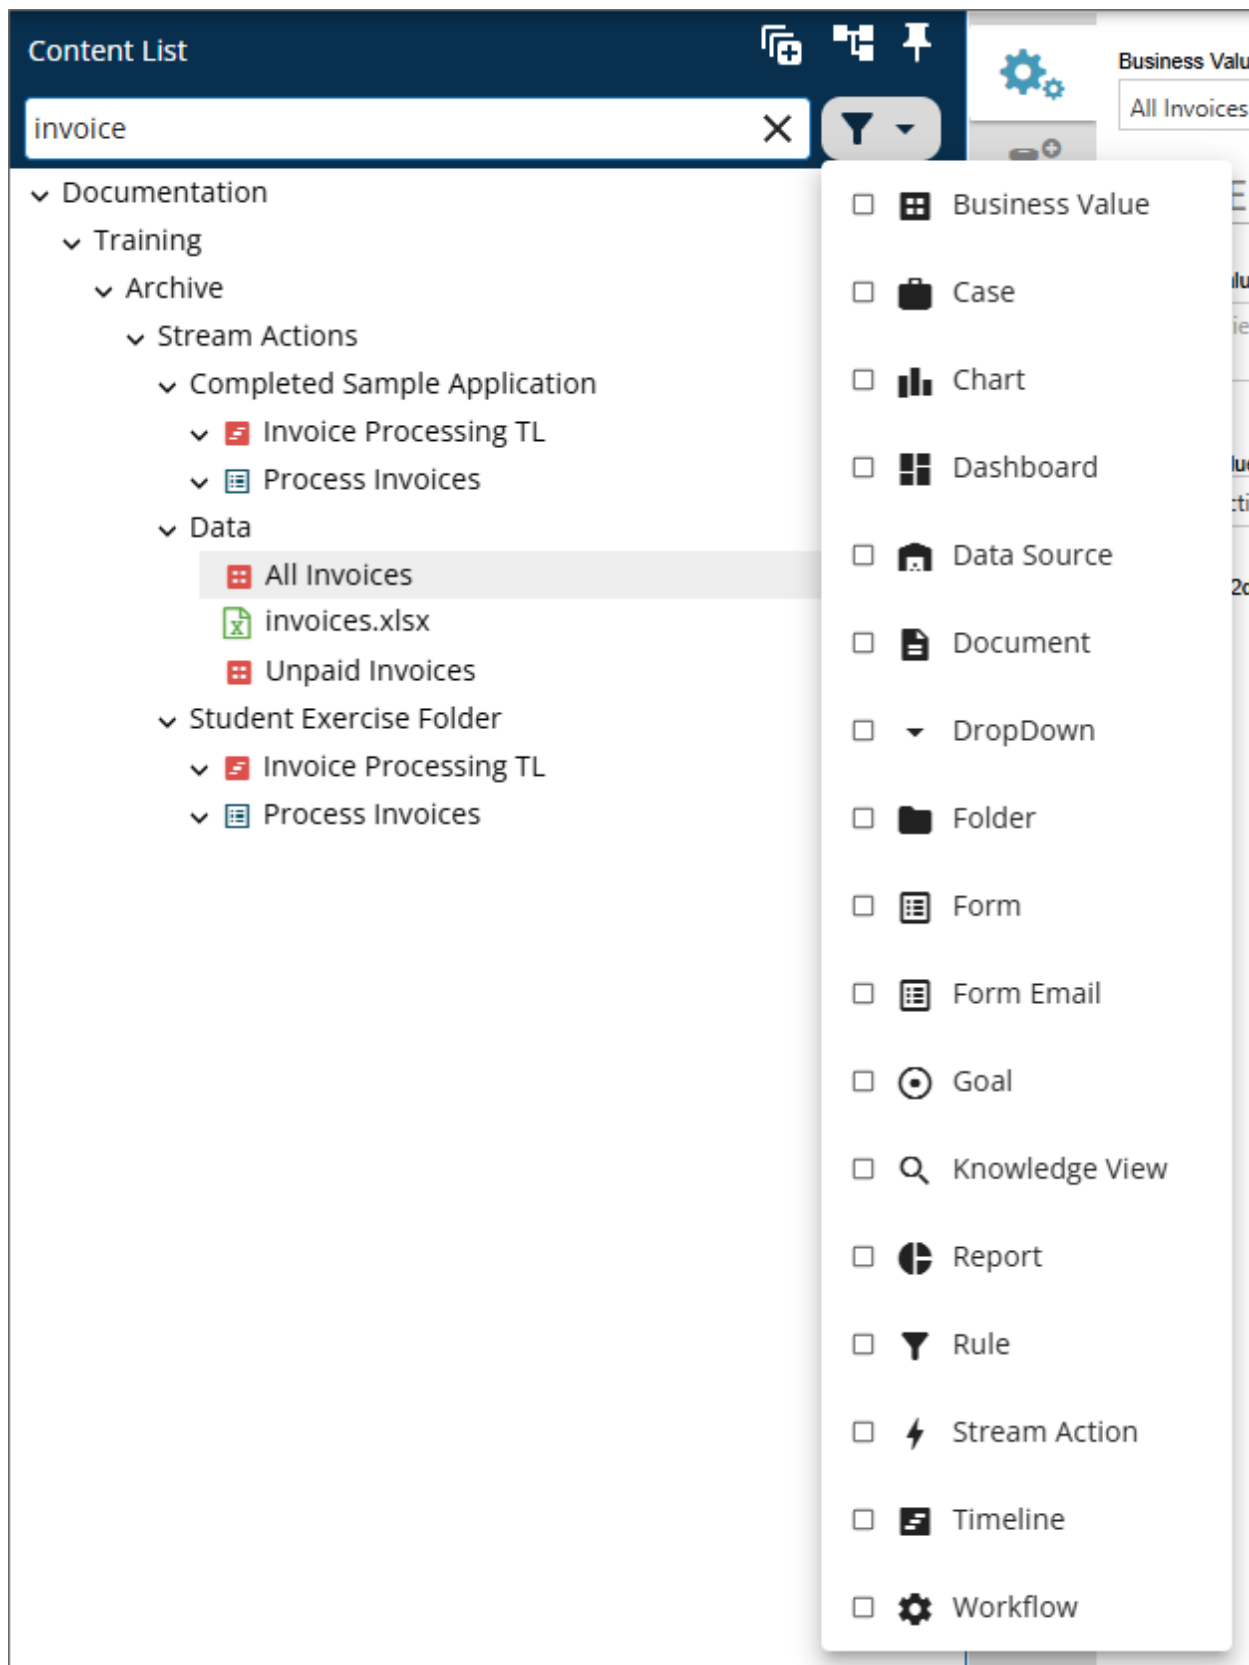 Content List
invoice
Documentation
Training
Archive
Stream Actions
Completed Sample Application
Invoice Processing TL
Process Invoices
Data
All Invoices
invoices.xlsx
Unpaid Invoices
Student Exercise Folder
Invoice Processing TL
Process Invoices
Business Value
Case
Chart
Dashboard
Data Source
Document
DropDown
Folder
Form
Form Email
Goal
Knowledge View
Report
Rule
Stream Action
Timeline
Workflow
Business Valu
All Invoices